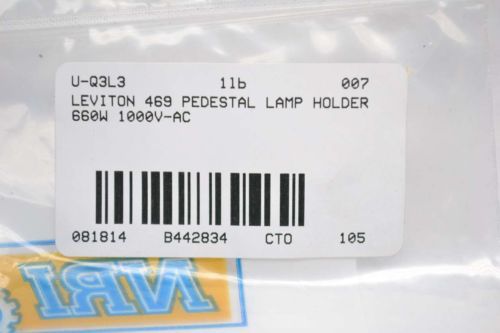 U-Q3L3 1lb 007
LEVITON 469 PEDESTAL LAMP HOLDER
660W 1000V-AC
081814 B442834 CTO 105
NRI